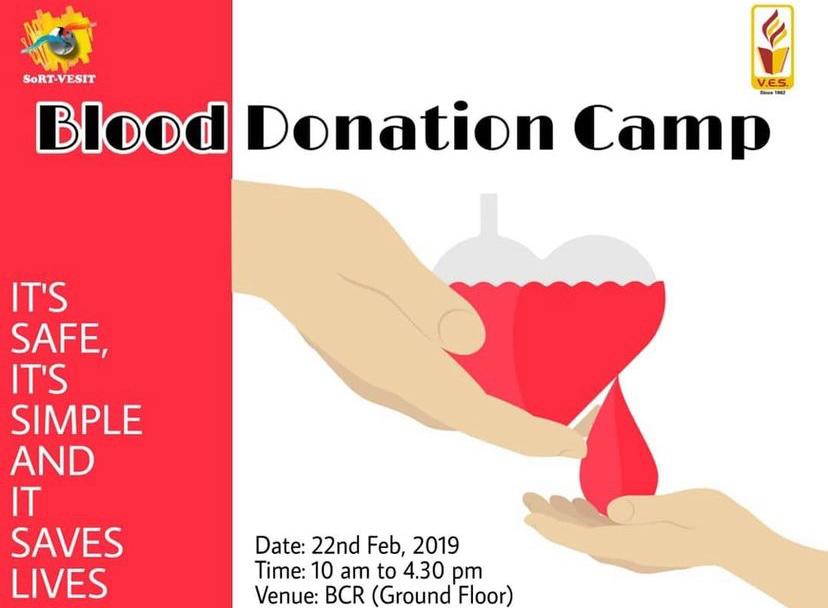 SoRT-VESIT
V.E.S.
Since 1962
Blood Donation Camp
IT'S
SAFE,
IT'S
SIMPLE
AND
IT
SAVES
LIVES
Date: 22nd Feb, 2019
Time: 10 am to 4.30 pm
Venue: BCR (Ground Floor)